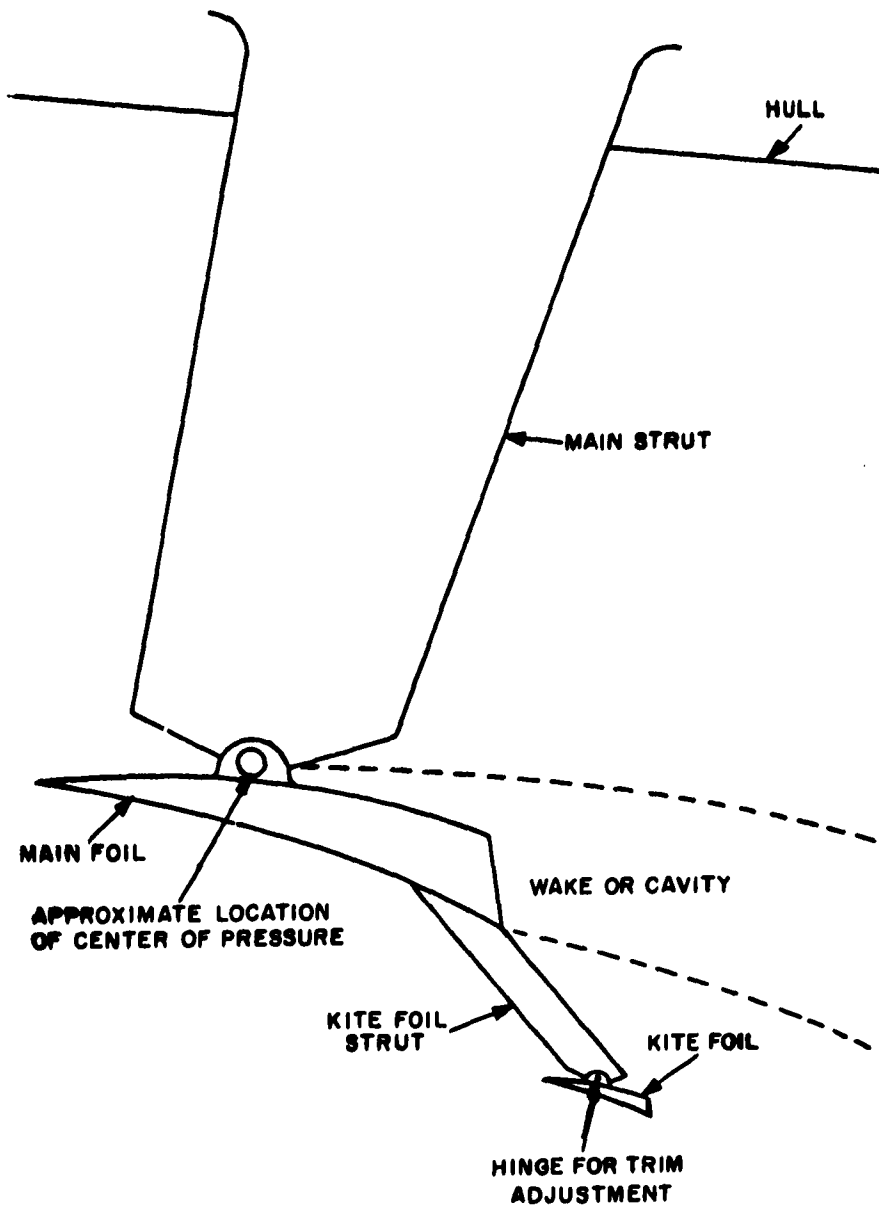 HULL
MAIN STRUT
MAIN FOIL
WAKE OR CAVITY
APPROXIMATE LOCATION
OF CENTER OF PRESSURE
KITE FOIL
STRUT
KITE FOIL
HINGE FOR TRIM
ADJUSTMENT